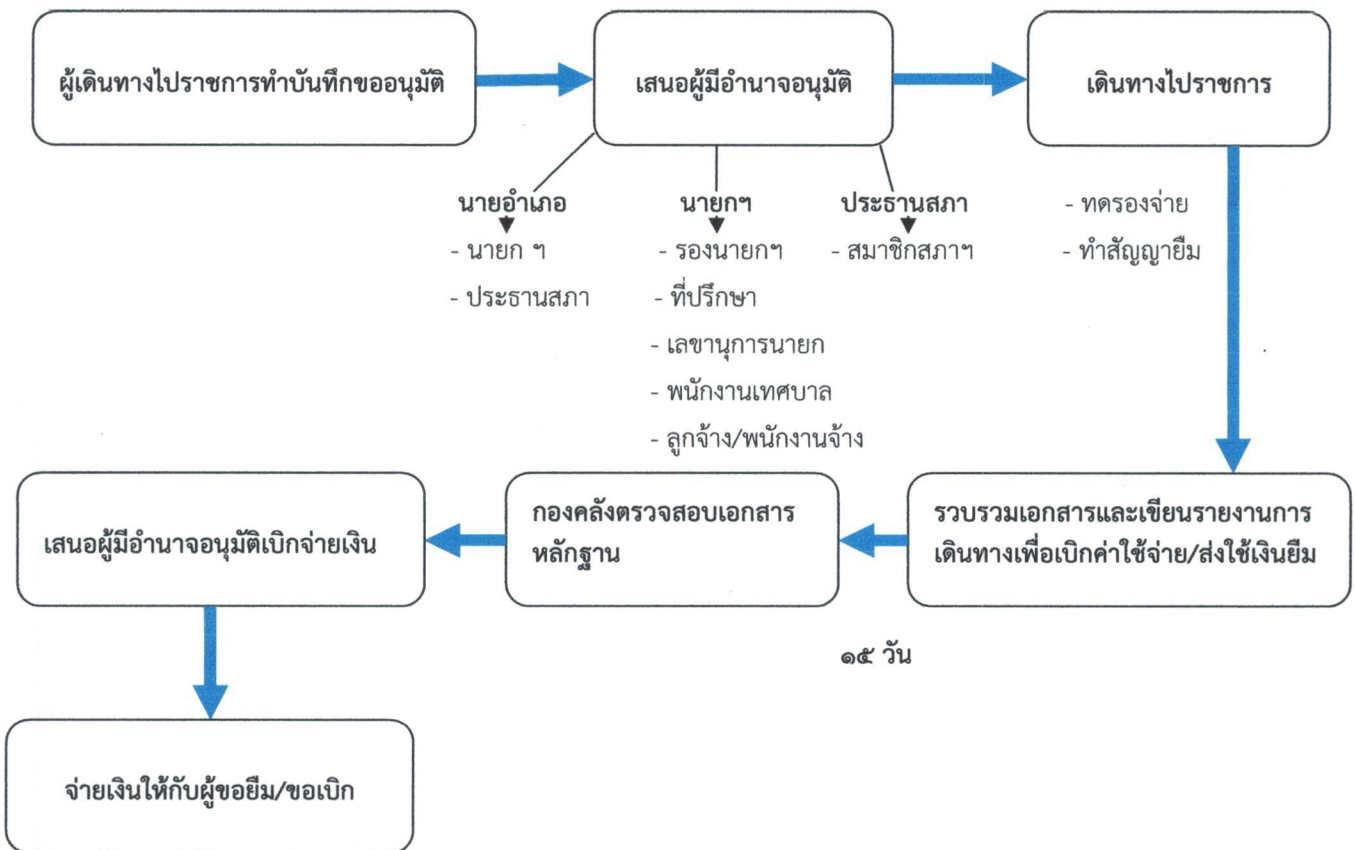 ผู้เดินทางไปราชการทำบันทึกขออนุมัติ
เสนอผู้มีอำนาจอนุมัติ
เดินทางไปราชการ
นายอำเภอ
- นายก ฯ
- ประธานสภา
นายกฯ
- รองนายกฯ
- ที่ปรึกษา
- เลขานุการนายก
- พนักงานเทศบาล
- ลูกจ้าง/พนักงานจ้าง
ประธานสภา
- สมาชิกสภาฯ
- ทดรองจ่าย
- ทำสัญญายืม
รวบรวมเอกสารและเขียนรายงานการ
เดินทางเพื่อเบิกค่าใช้จ่าย/ส่งใช้เงินยืม
กองคลังตรวจสอบเอกสาร
หลักฐาน
เสนอผู้มีอำนาจอนุมัติเบิกจ่ายเงิน
๑๕ วัน
จ่ายเงินให้กับผู้ขอยืม/ขอเบิก